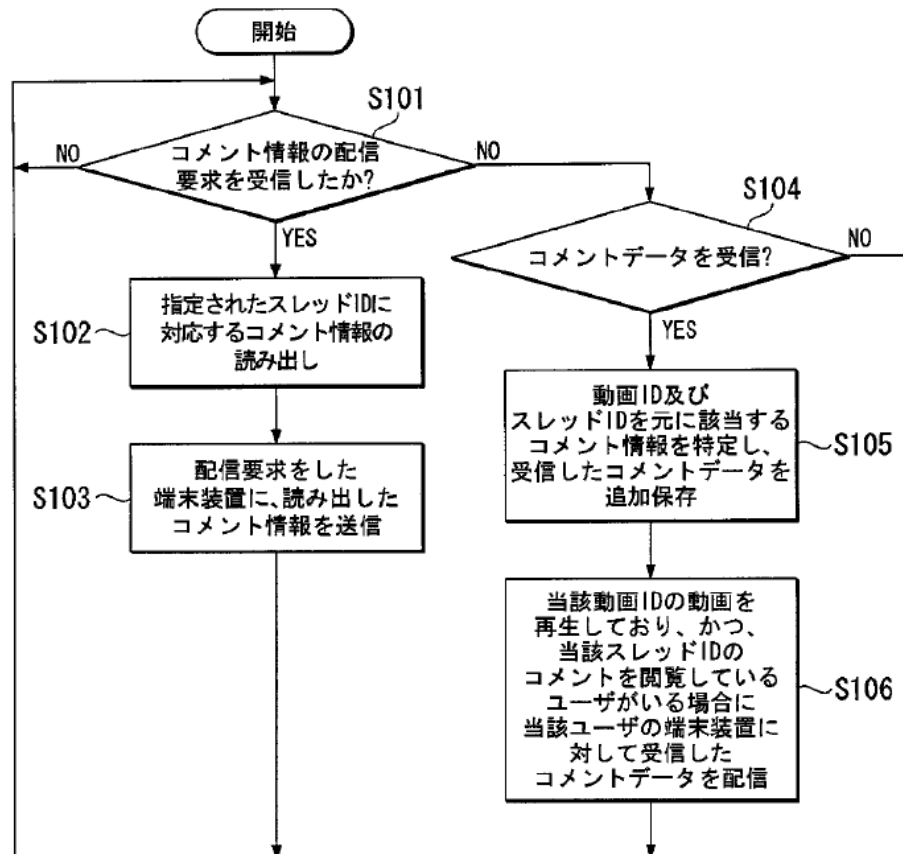 開始
S101
NO
コメント情報の配信
要求を受信したか?
NO
YES
S102
指定されたスレッドIDに
対応するコメント情報の
読み出し
S103
配信要求をした
端末装置に、読み出した
コメント情報を送信
S104
コメントデータを受信?
NO
YES
動画ID及び
スレッドIDを元に該当する
コメント情報を特定し、
受信したコメントデータを
追加保存
S105
当該動画IDの動画を
再生しており、かつ、
当該スレッドIDの
コメントを閲覧している
ユーザがいる場合に
当該ユーザの端末装置に
対して受信した
コメントデータを配信
S106